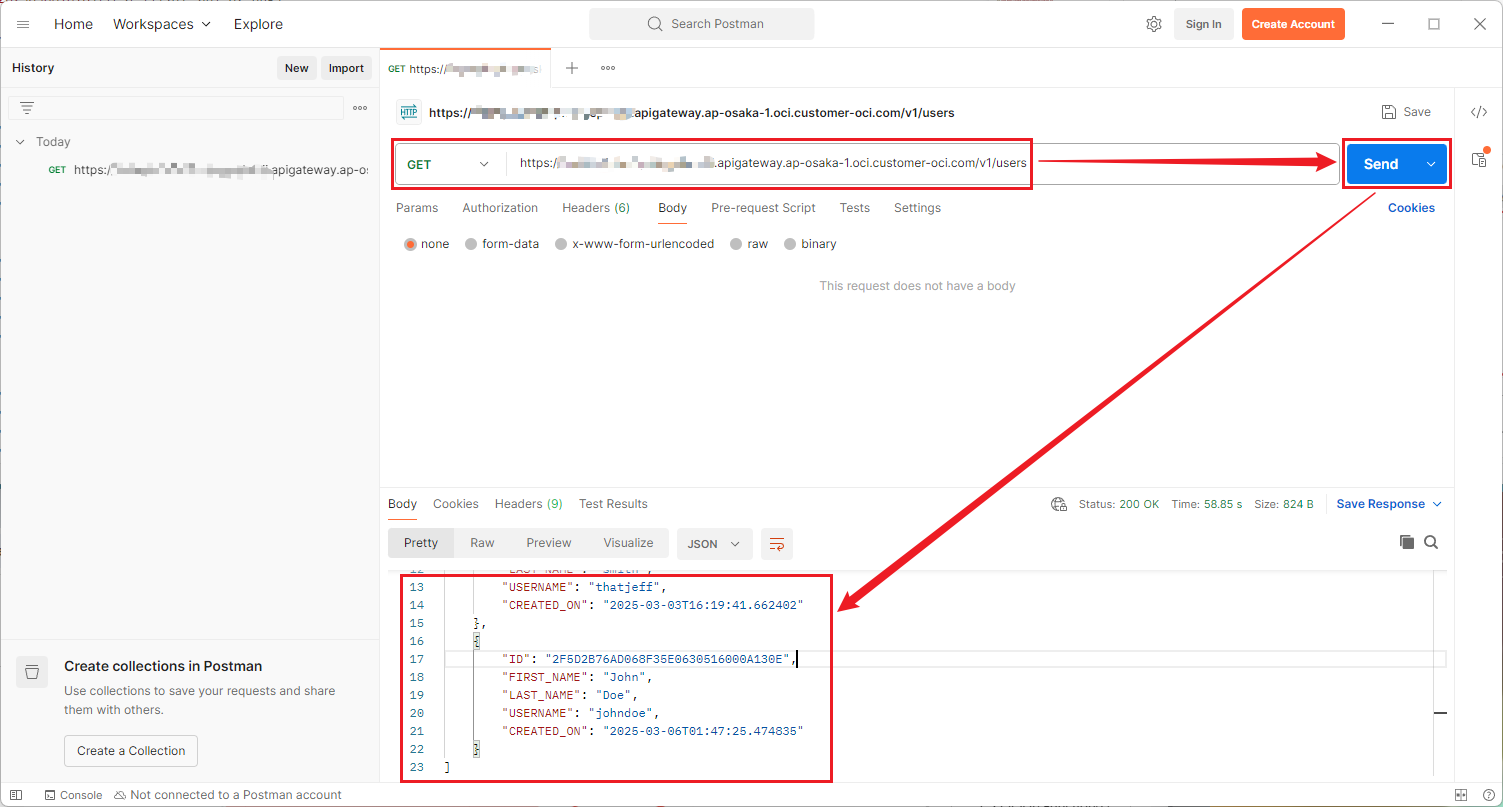 Home Workspaces Explore Search Postman Sign In Create Account
History New Import
GET https://
https:// apigateway.ap-osaka-1.oci.customer-oci.com/v1/users Save
Today
GET https:// apigateway.ap-os
GET https:// .apigateway.ap-osaka-1.oci.customer-oci.com/v1/users Send
Params Authorization Headers (6) Body Pre-request Script Tests Settings Cookies
none form-data x-www-form-urlencoded raw binary
This request does not have a body
Body Cookies Headers (9) Test Results Status: 200 OK Time: 58.85 s Size: 824 B Save Response
Pretty Raw Preview Visualize JSON
12 "LAST_NAME": "Smith",
13 "USERNAME": "thatjeff",
14 "CREATED_ON": "2025-03-03T16:19:41.662402"
15 },
16 {
17 "ID": "2F5D2B76AD068F35E0630516000A130E",
18 "FIRST_NAME": "John",
19 "LAST_NAME": "Doe",
20 "USERNAME": "johndoe",
21 "CREATED_ON": "2025-03-06T01:47:25.474835"
22 }
23 ]
Create collections in Postman
Use collections to save your requests and share
them with others.
Create a Collection
Console Not connected to a Postman account